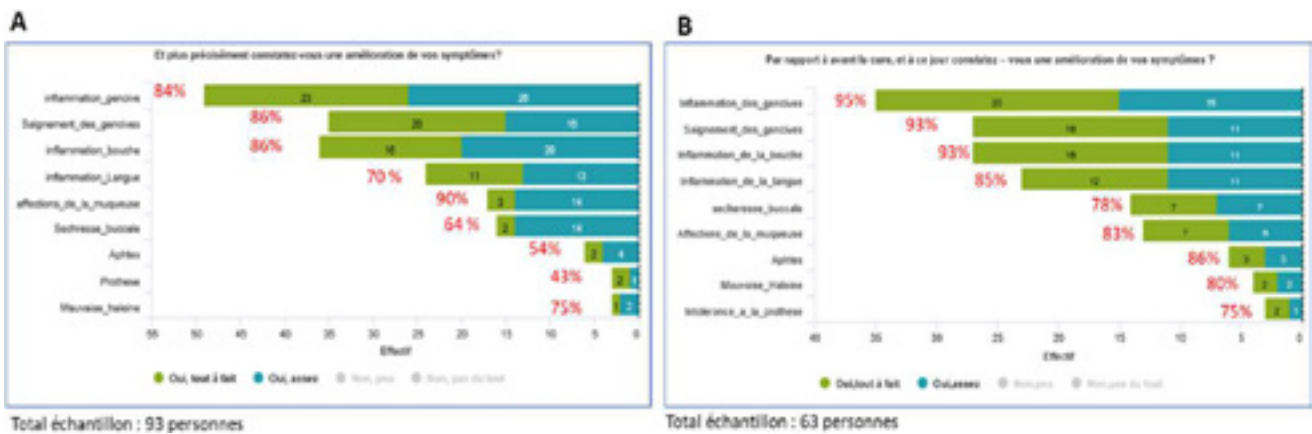 A
Et plus précisément constatez-vous une amélioration de vos symptômes?
inflammation_gencive 84% 23 26
Saignement_des_gencives 86% 20 15
inflammation_bouche 86% 16 20
inflammation_Langue 70 % 11 13
affections_de_la_muqueuse 90% 3 14
Sechresse_buccale 64 % 2 14
Aphtes 54% 2 4
Prothese 43% 2 1
Mauvaise_haleine 75% 1 2
55 50 45 40 35 30 25 20 15 10 5 0
Effectif
Oui, tout à fait Oui, assez Non, peu Non, pas du tout
Total échantillon : 93 personnes
B
Par rapport à avant la cure, et à ce jour constatez – vous une amélioration de vos symptômes ?
Inflammation_des_gencives 95% 20 15
Saignement_des_gencives 93% 16 11
Inflammation_de_la_bouche 93% 16 11
Inflammation_de_la_langue 85% 12 11
secheresse_buccale 78% 7 7
Affections_de_la_muqueuse 83% 7 6
Aphtes 86% 3 3
Mauvaise_Haleine 80% 2 2
Intolerance_a_la_prothese 75% 2 1
40 35 30 25 20 15 10 5 0
Effectif
Oui,tout à fait Oui,assez Non,peu Non,pas du tout
Total échantillon : 63 personnes